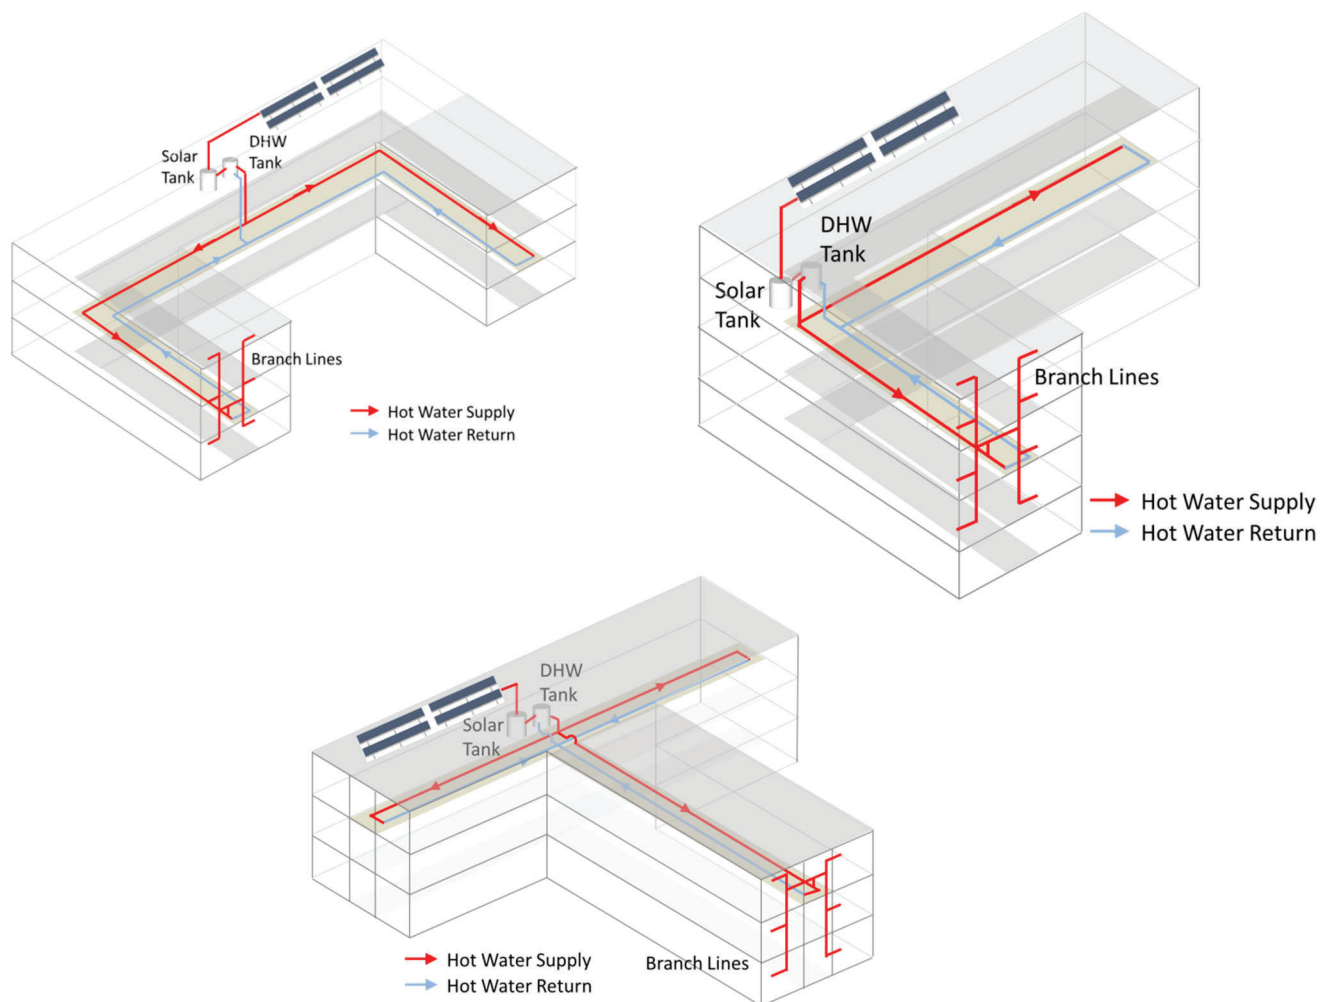 DHW
Tank
Solar
Tank
Branch Lines
Hot Water Supply
Hot Water Return
DHW
Tank
Solar
Tank
Branch Lines
Hot Water Supply
Hot Water Return
DHW
Tank
Solar
Tank
Branch Lines
Hot Water Supply
Hot Water Return